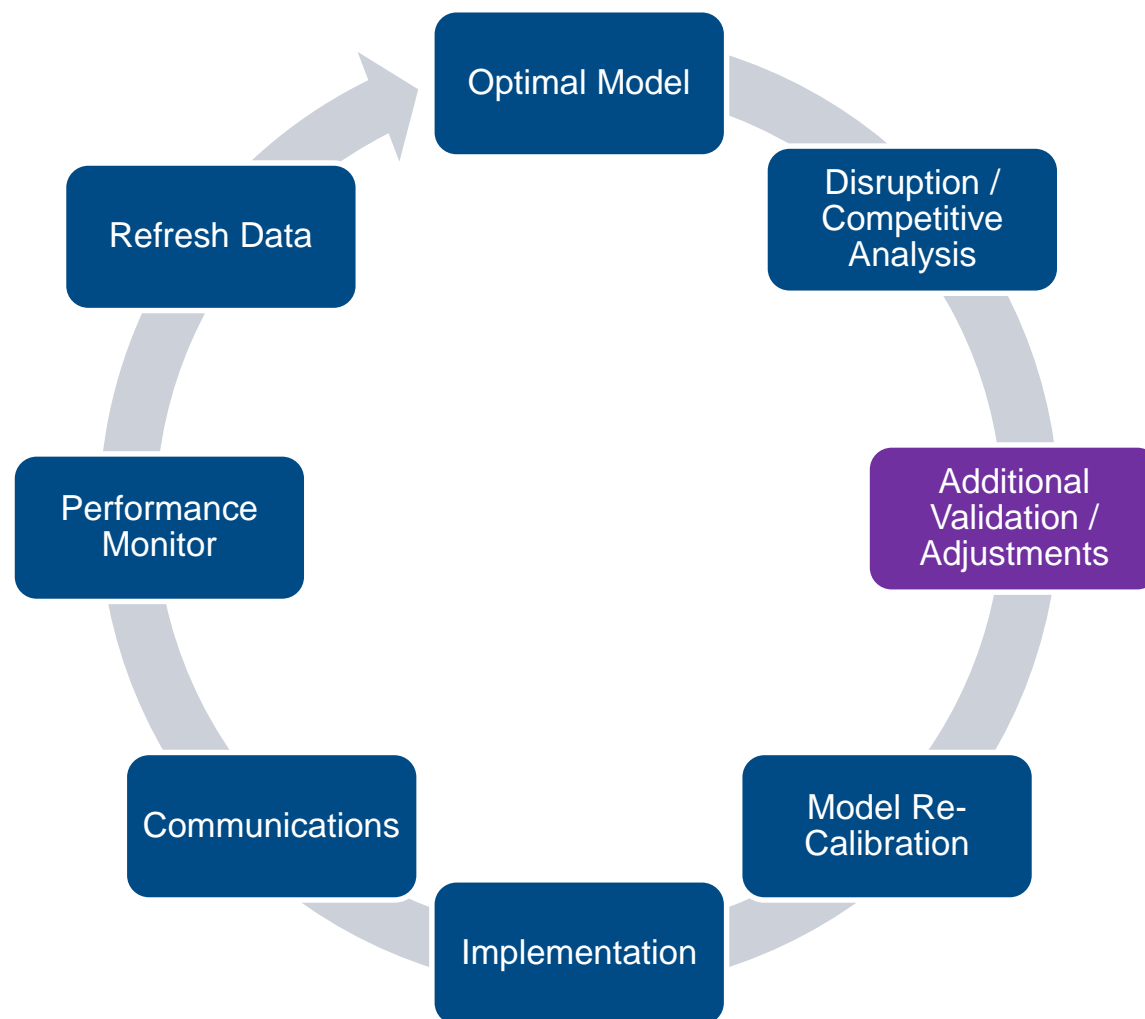 Optimal Model
Disruption /
Competitive
Analysis
Additional
Validation /
Adjustments
Model Re-
Calibration
Implementation
Communications
Performance
Monitor
Refresh Data